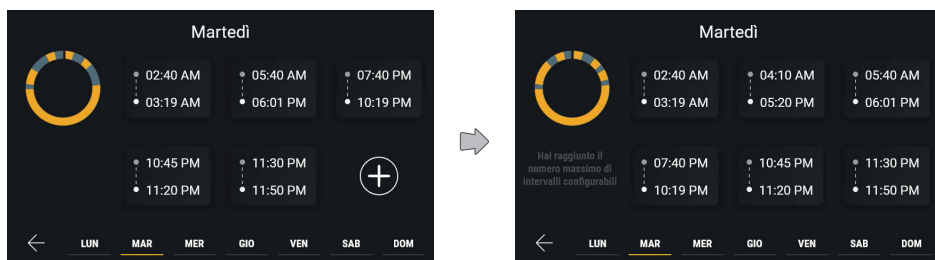 Martedì
02:40 AM
03:19 AM
05:40 AM
06:01 PM
07:40 PM
10:19 PM
10:45 PM
11:20 PM
11:30 PM
11:50 PM
LUN MAR MER GIO VEN SAB DOM
Martedì
02:40 AM
03:19 AM
04:10 AM
05:20 PM
05:40 AM
06:01 PM
Hai raggiunto il
numero massimo di
intervalli configurabili
07:40 PM
10:19 PM
10:45 PM
11:20 PM
11:30 PM
11:50 PM
LUN MAR MER GIO VEN SAB DOM